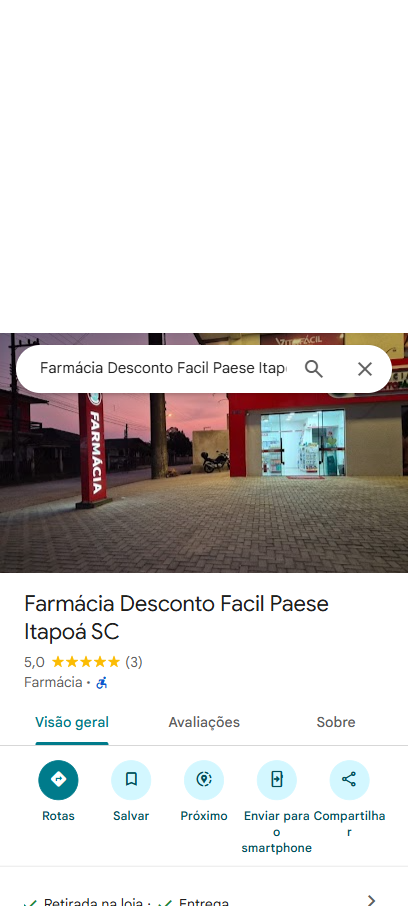 Farmácia Desconto Facil Paese Itap
FARMÁCIA
Farmácia Desconto Facil Paese
Itapoá SC
5,0 (3)
Farmácia ·
Visão geral Avaliações Sobre
Rotas Salvar Próximo Enviar para o smartphone Compartilhar
Retirada na loja · Entrega